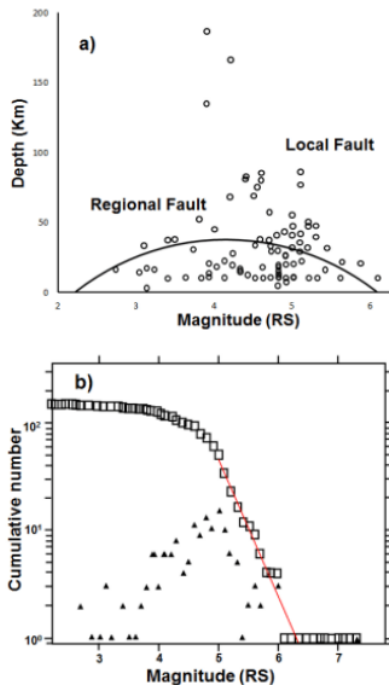 a)
200
150
100
50
0
Depth (Km)
Local Fault
Regional Fault
2 3 4 5 6
Magnitude (RS)
b)
10²
10¹
10⁰
Cumulative number
3 4 5 6 7
Magnitude (RS)